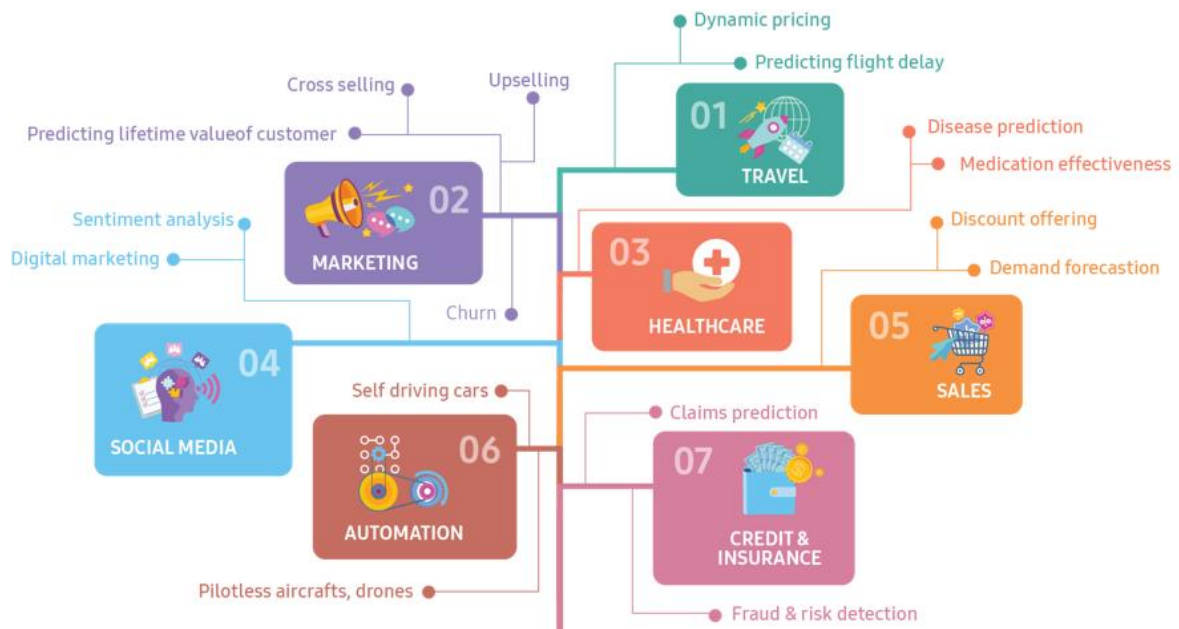 Dynamic pricing
Predicting flight delay
01
TRAVEL
Cross selling
Upselling
Predicting lifetime valueof customer
02
MARKETING
Churn
Disease prediction
Medication effectiveness
03
HEALTHCARE
Sentiment analysis
Digital marketing
04
SOCIAL MEDIA
Discount offering
Demand forecastion
05
SALES
Self driving cars
06
AUTOMATION
Pilotless aircrafts, drones
Claims prediction
07
CREDIT &
INSURANCE
Fraud & risk detection